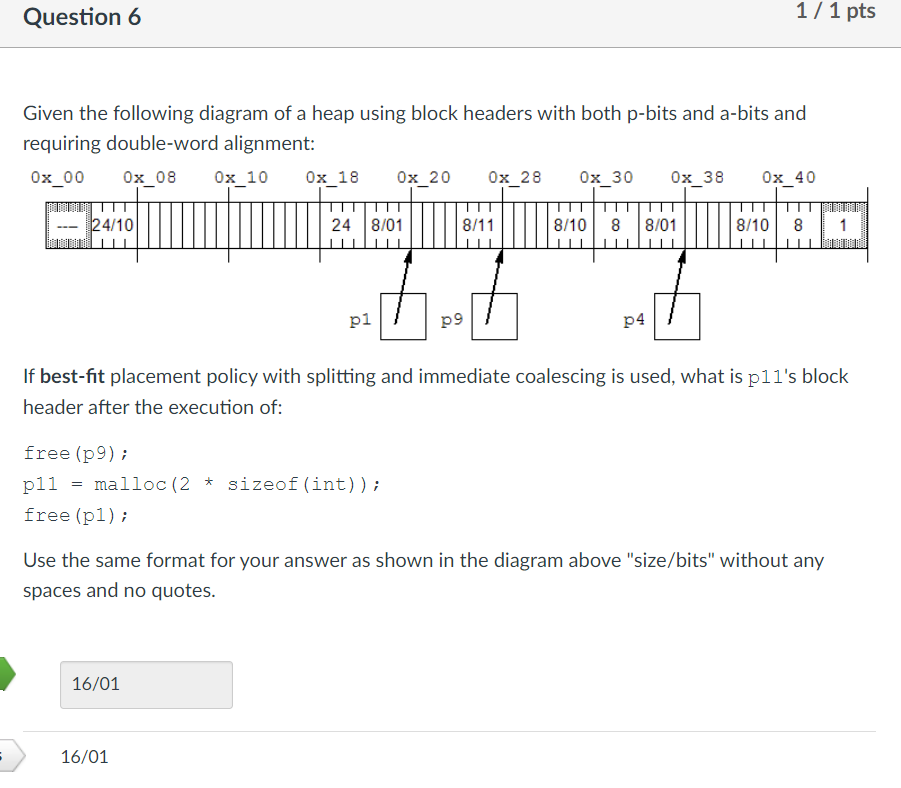 Question 6
1 / 1 pts
Given the following diagram of a heap using block headers with both p-bits and a-bits and
requiring double-word alignment:
0x_00 0x_08 0x_10 0x_18 0x_20 0x_28 0x_30 0x_38 0x_40
--- 24/10 24 8/01 8/11 8/10 8 8/01 8/10 8 1
p1 p9 p4
If best-fit placement policy with splitting and immediate coalescing is used, what is p11's block
header after the execution of:
free(p9);
p11 = malloc(2 * sizeof(int));
free(p1);
Use the same format for your answer as shown in the diagram above "size/bits" without any
spaces and no quotes.
16/01
16/01